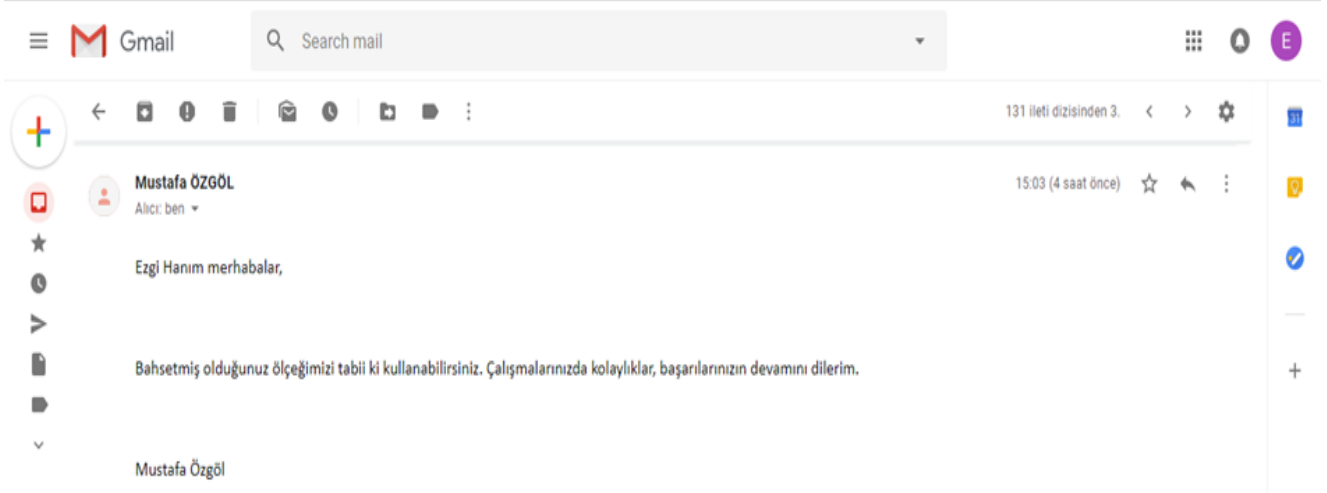 Gmail
Search mail
E
131 ileti dizisinden 3.
31
Mustafa ÖZGÖL
15:03 (4 saat önce)
Alıcı: ben
Ezgi Hanım merhabalar,
Bahsetmiş olduğunuz ölçeğimizi tabii ki kullanabilirsiniz. Çalışmalarınızda kolaylıklar, başarılarınızın devamını dilerim.
Mustafa Özgöl